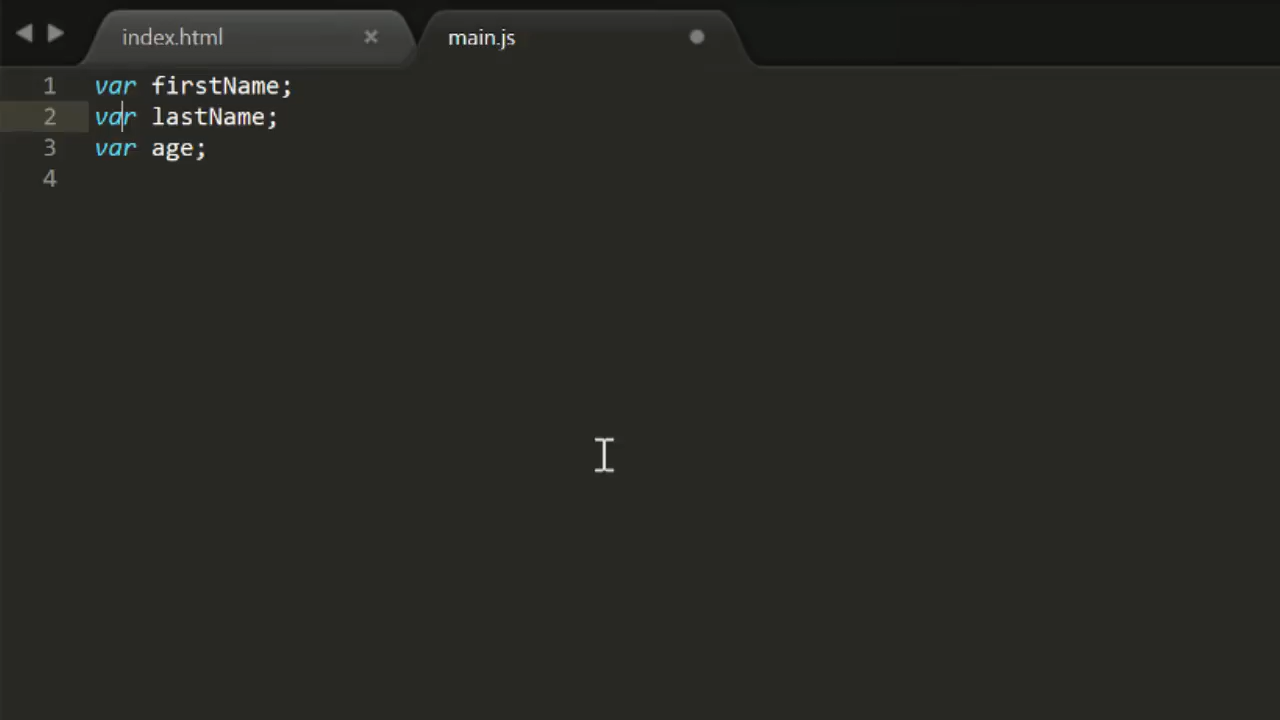 index.html main.js
1 var firstName;
2 var lastName;
3 var age;
4